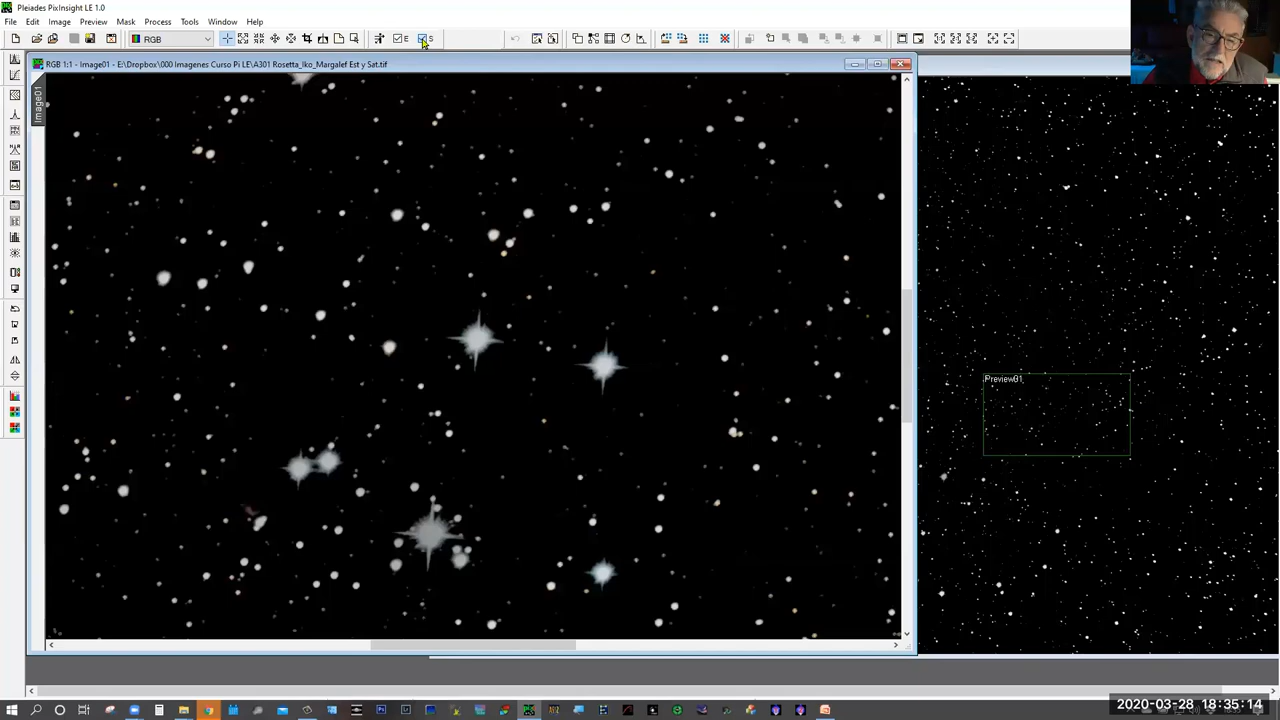 Pleiades PixInsight LE 1.0
File Edit Image Preview Mask Process Tools Window Help
RGB
E
S
RGB 1:1 - Image01 - E:\Dropbox\000 Imagenes Curso Pi LE\A301 Rosetta_Iko_Margalef Est y Sat.tif
Image01
Preview01
2020-03-28 18:35:14